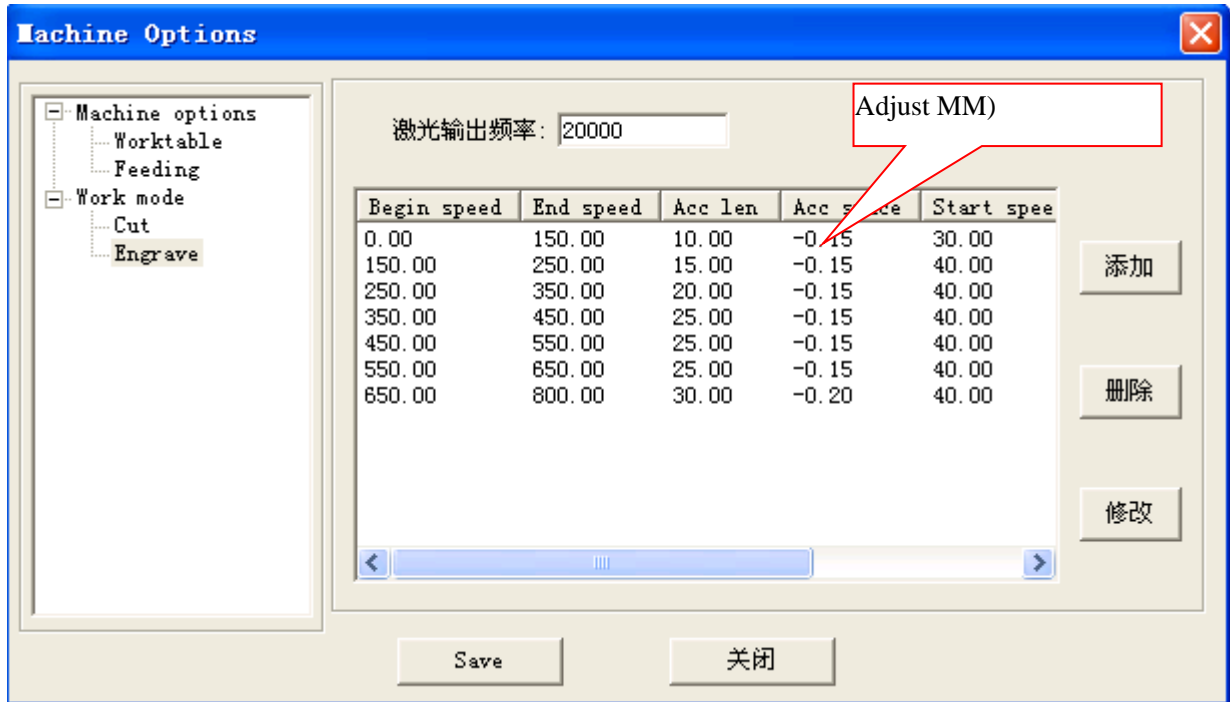 Machine Options
Machine options
Worktable
Feeding
Work mode
Cut
Engrave
激光输出频率: 20000
Adjust MM)
Begin speed End speed Acc len Acc Start spee
0.00 150.00 10.00 -0.15 30.00
150.00 250.00 15.00 -0.15 40.00
250.00 350.00 20.00 -0.15 40.00
350.00 450.00 25.00 -0.15 40.00
450.00 550.00 25.00 -0.15 40.00
550.00 650.00 25.00 -0.15 40.00
650.00 800.00 30.00 -0.20 40.00
添加
删除
修改
Save 关闭